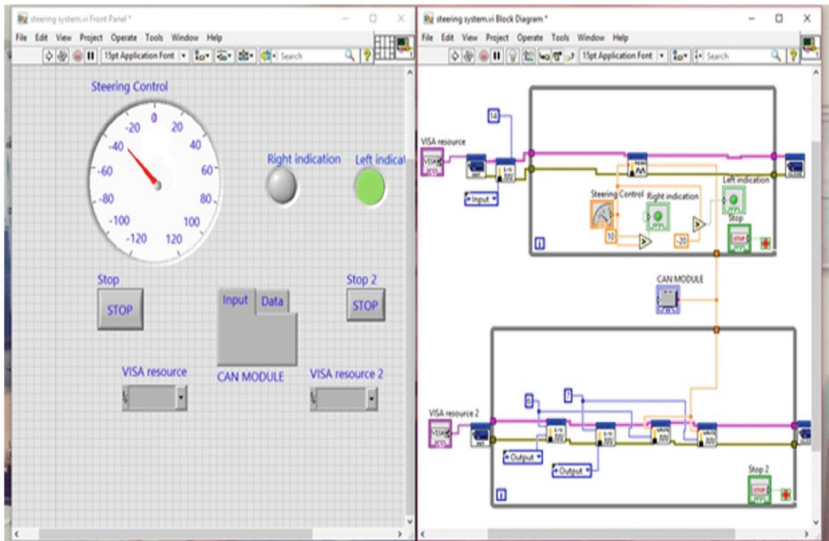 steering system.vi Front Panel *
File Edit View Project Operate Tools Window Help
15pt Application Font
Search
Steering Control
0
-20 20
-40 40
-60 60
-80 80
-100 100
-120 120
Right indication
Left indicat
Stop
STOP
Input Data
CAN MODULE
Stop 2
STOP
VISA resource
VISA resource 2
steering system.vi Block Diagram *
File Edit View Project Operate Tools Window Help
15pt Application Font
Search
VISA resource
14
Input
Steering Control
Right indication
Left indication
10
-20
Stop
i
CAN MODULE
VISA resource 2
6
7
Output
Output
Stop 2
i